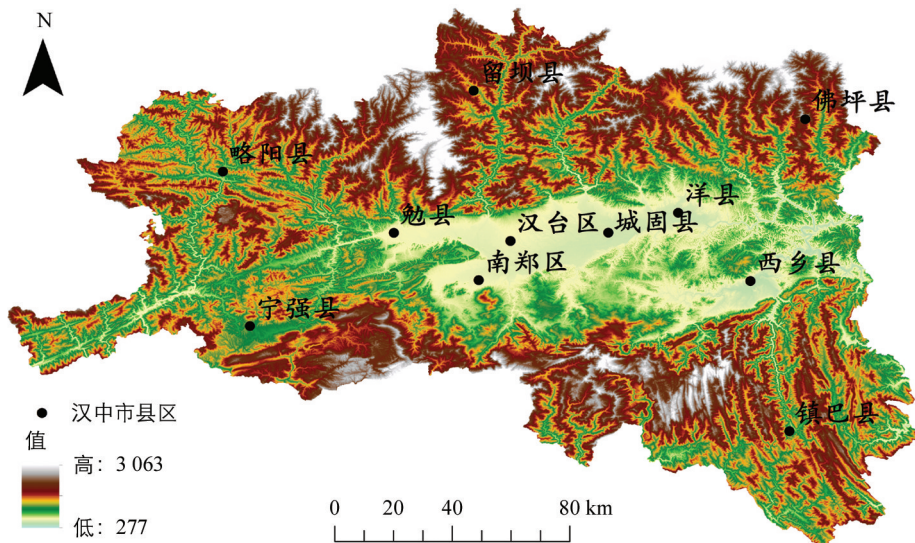 N
留坝县
佛坪县
略阳县
洋县
勉县
汉台区
城固县
南郑区
西乡县
宁强县
汉中市县区
镇巴县
值
高：3 063
低：277
0 20 40 80 km